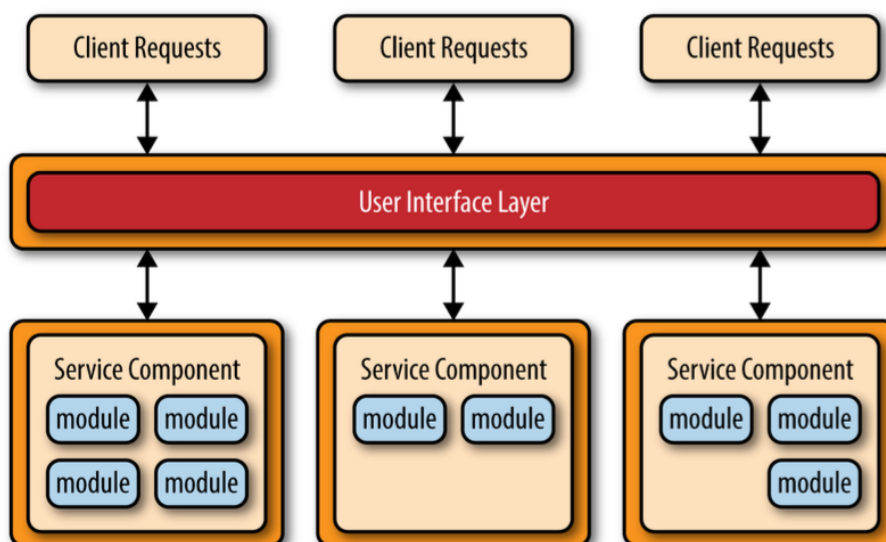 Client Requests
Client Requests
Client Requests
User Interface Layer
Service Component
module module
module module
Service Component
module module
Service Component
module module
module